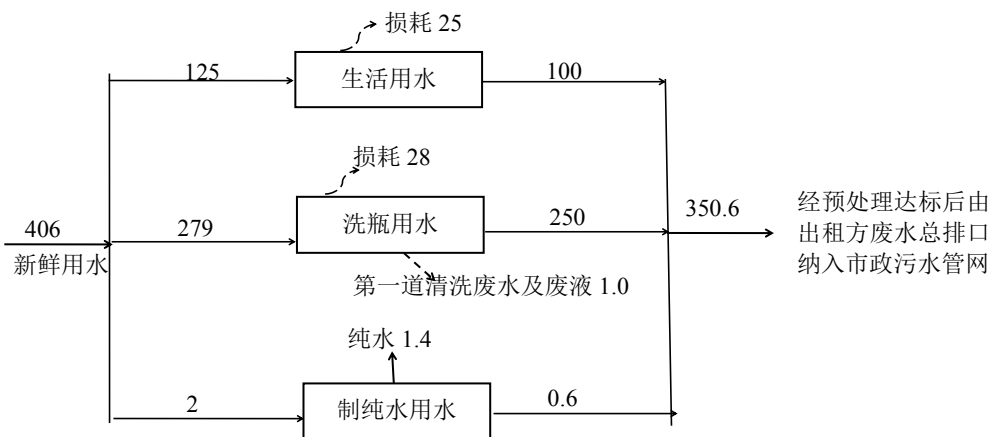 损耗 25
125
生活用水
100
损耗 28
406
新鲜用水
279
洗瓶用水
250
350.6
经预处理达标后由
出租方废水总排口
纳入市政污水管网
第一道清洗废水及废液 1.0
纯水 1.4
2
制纯水用水
0.6